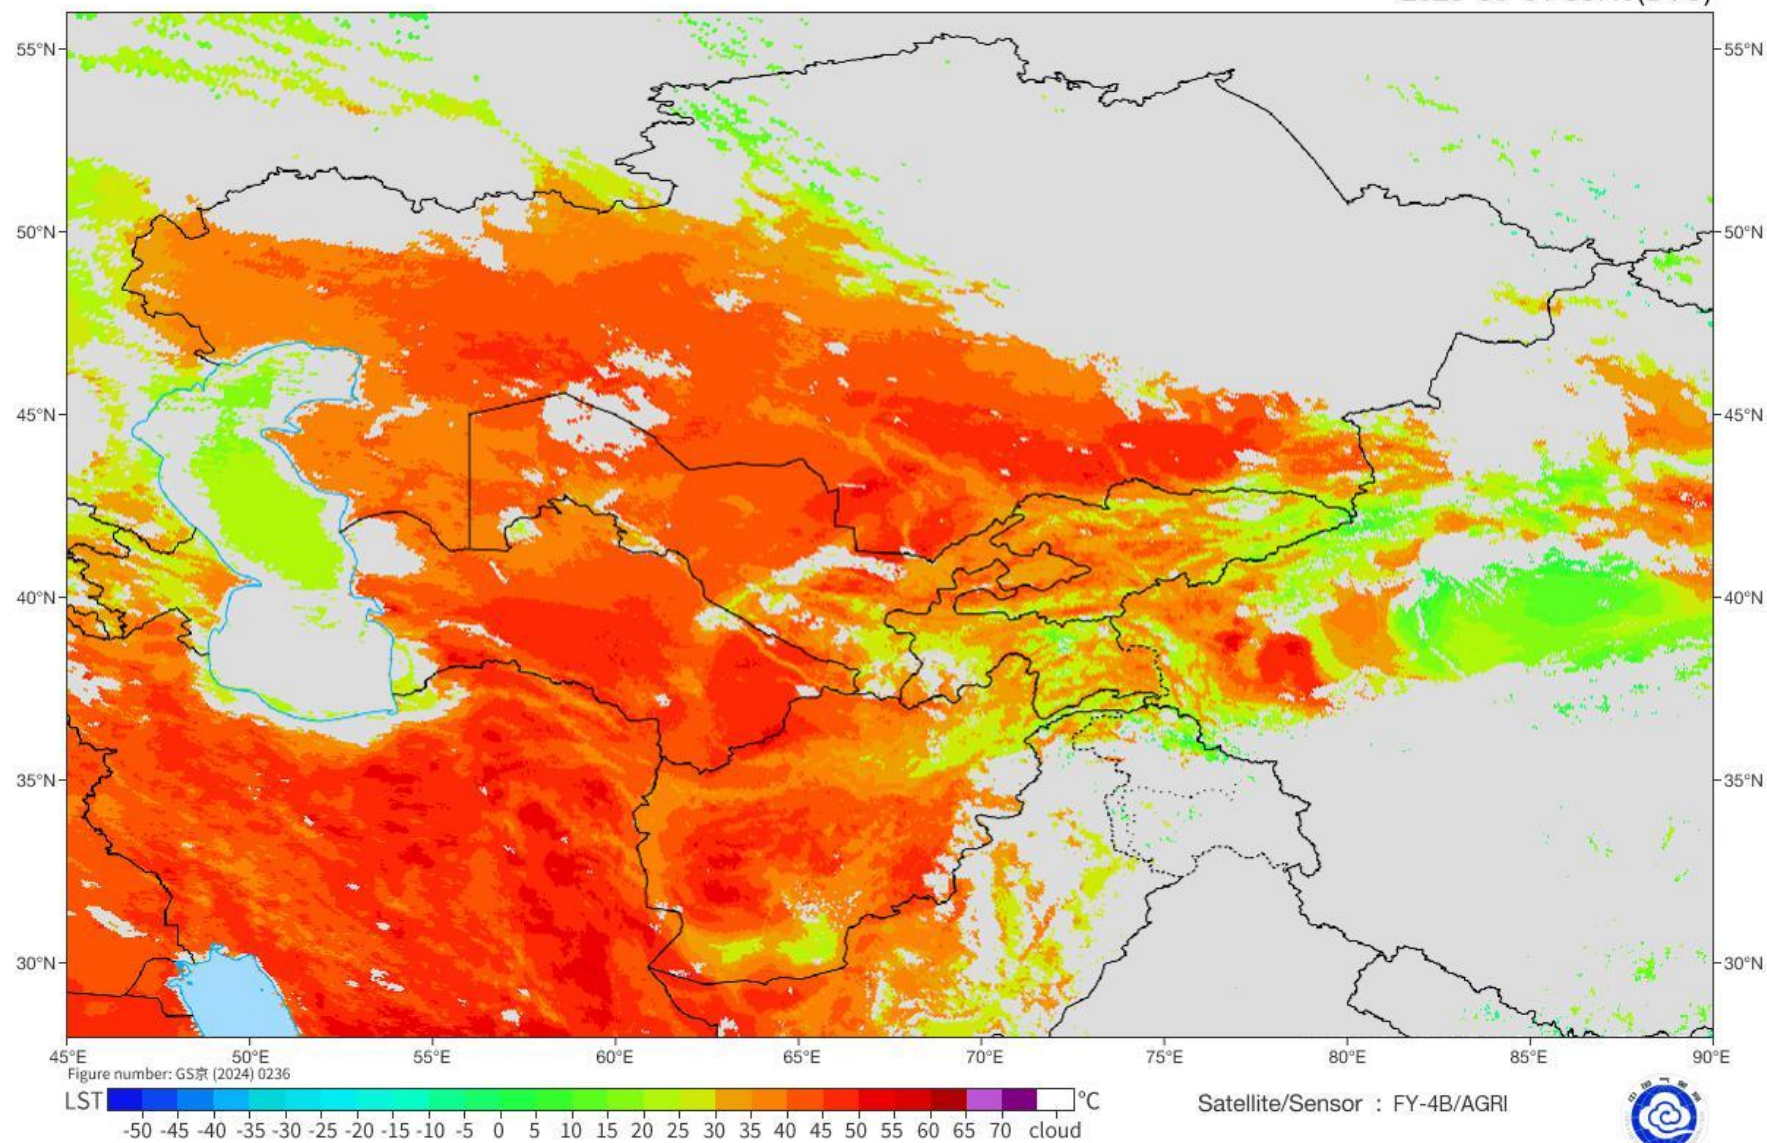 55°N 55°N
50°N 50°N
45°N 45°N
40°N 40°N
35°N 35°N
30°N 30°N
45°E 50°E 55°E 60°E 65°E 70°E 75°E 80°E 85°E 90°E
Figure number: GS京 (2024) 0236
LST °C
-50 -45 -40 -35 -30 -25 -20 -15 -10 -5 0 5 10 15 20 25 30 35 40 45 50 55 60 65 70 cloud
Satellite/Sensor : FY-4B/AGRI